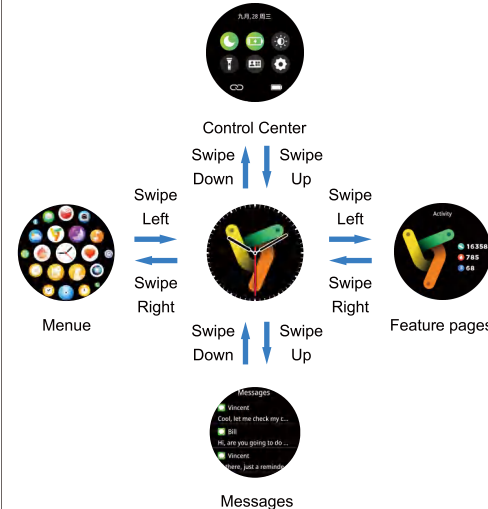 九月,28 周三
Control Center
Swipe Swipe
Down Up
Swipe Swipe
Left Left
Activity
16358
785
68
Swipe Swipe
Right Right
Menue
Feature pages
Swipe Swipe
Down Up
Messages
Vincent
Cool, let me check my c...
Bill
Hi, are you going to do ...
Vincent
there, just a reminde
Messages